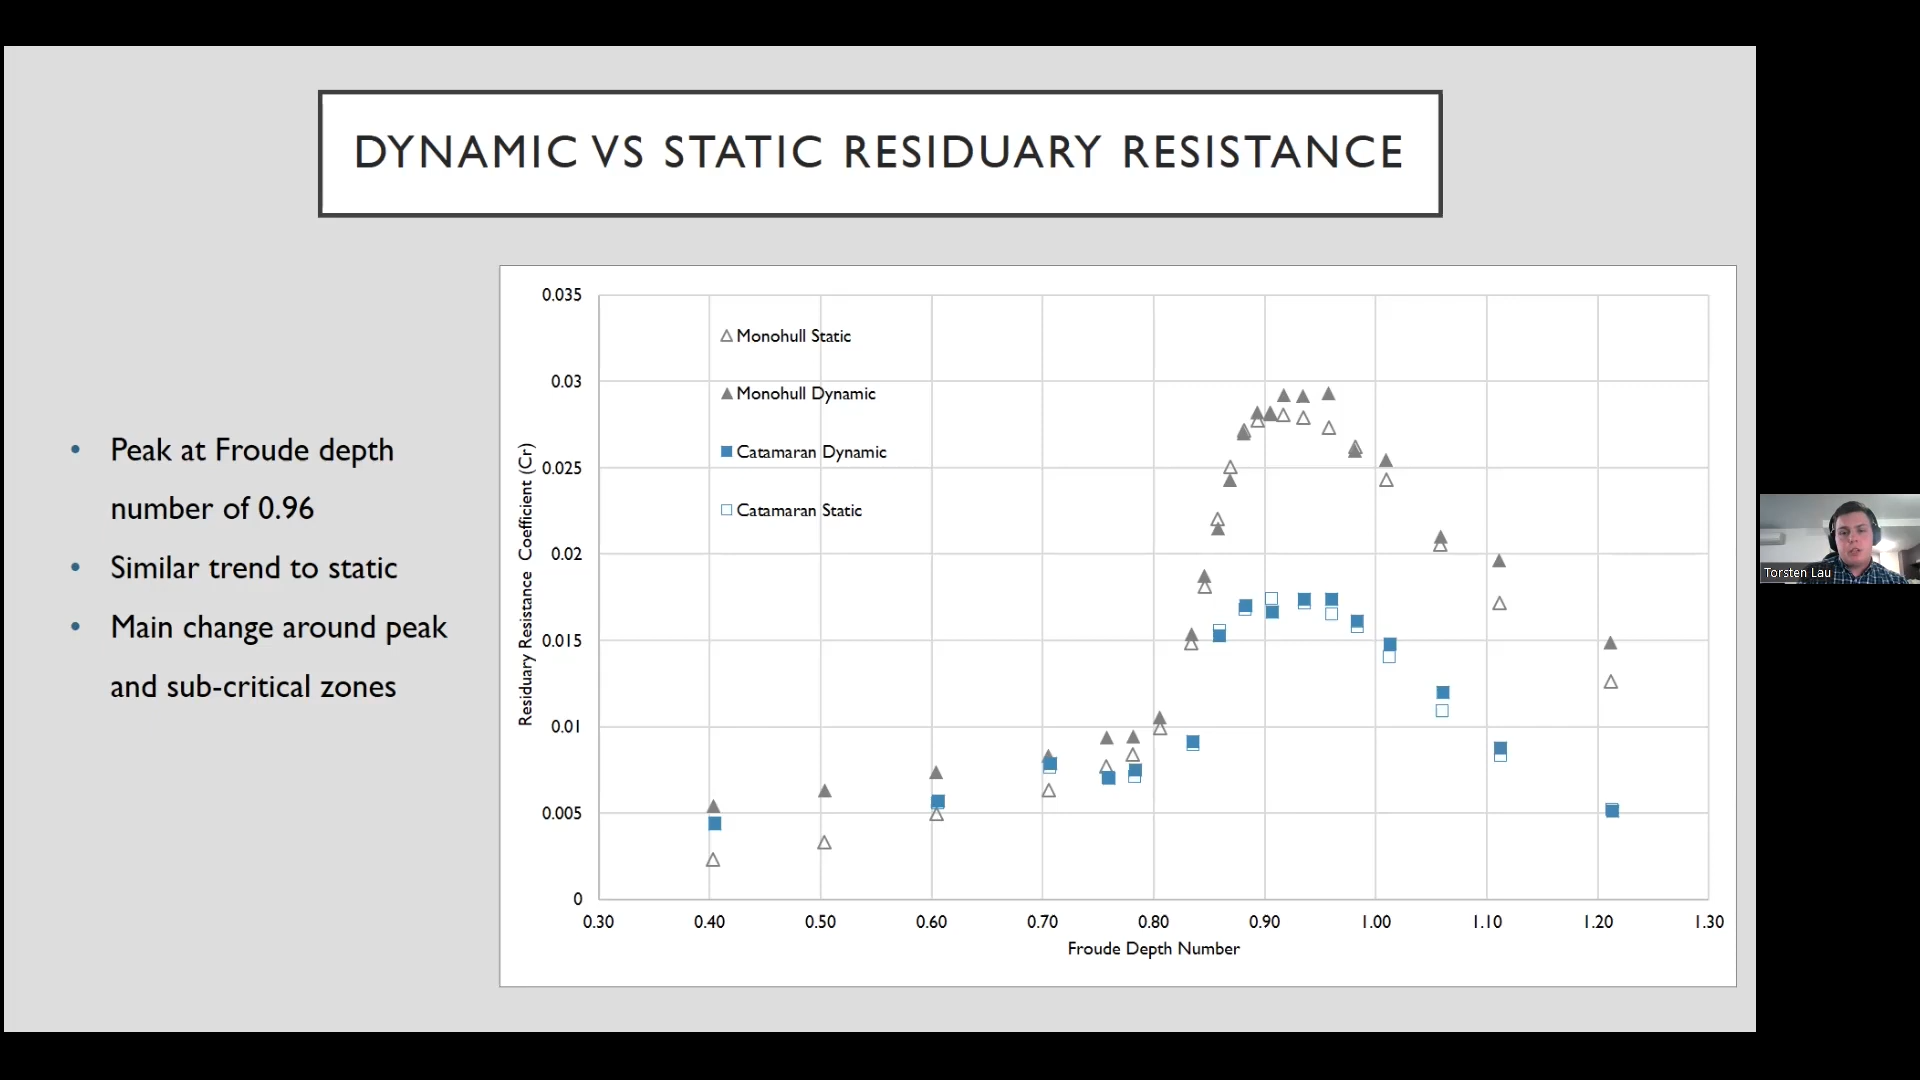 DYNAMIC VS STATIC RESIDUARY RESISTANCE
Peak at Froude depth
number of 0.96
Similar trend to static
Main change around peak
and sub-critical zones
0.035
0.03
0.025
0.02
0.015
0.01
0.005
0
Residuary Resistance Coefficient (Cr)
Monohull Static
Monohull Dynamic
Catamaran Dynamic
Catamaran Static
0.30 0.40 0.50 0.60 0.70 0.80 0.90 1.00 1.10 1.20 1.30
Froude Depth Number
Torsten Lau